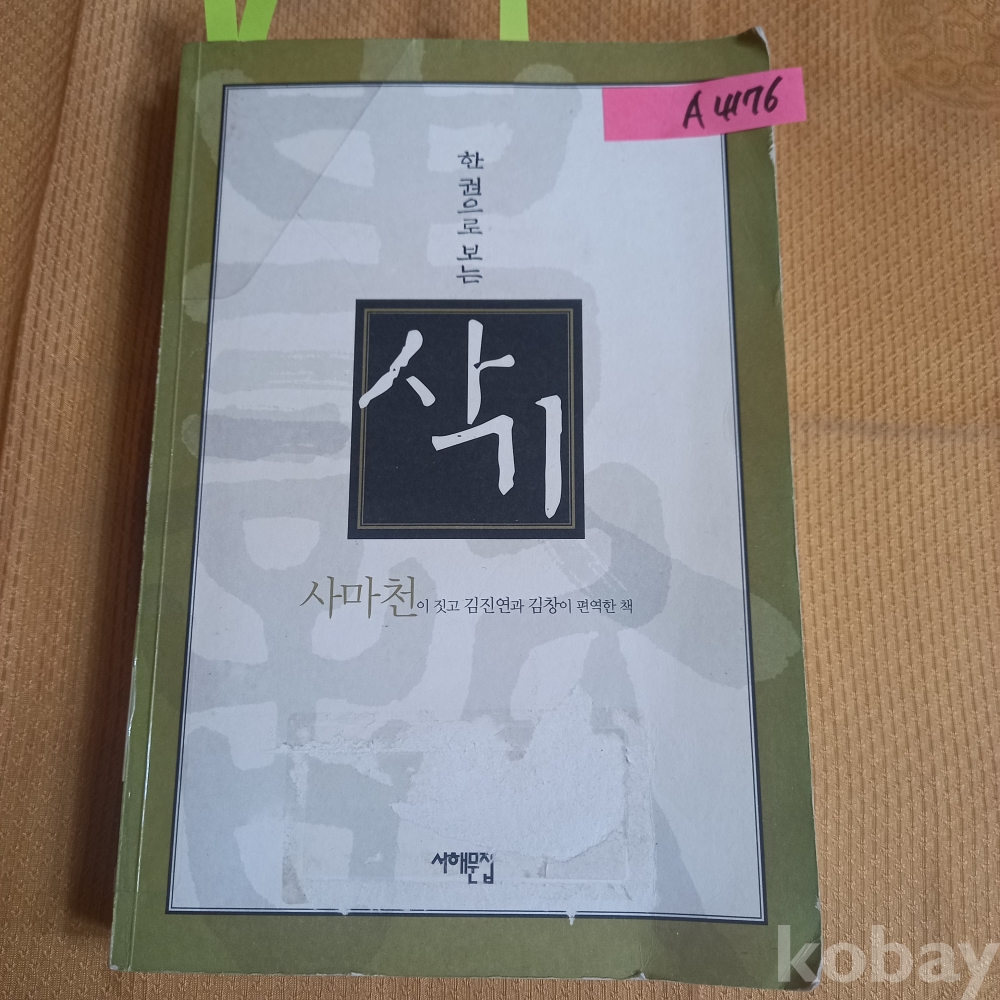 A 4176
한 권으로 보는
사기
사마천이 짓고 김진연과 김창이 편역한 책
서해문집
kobay